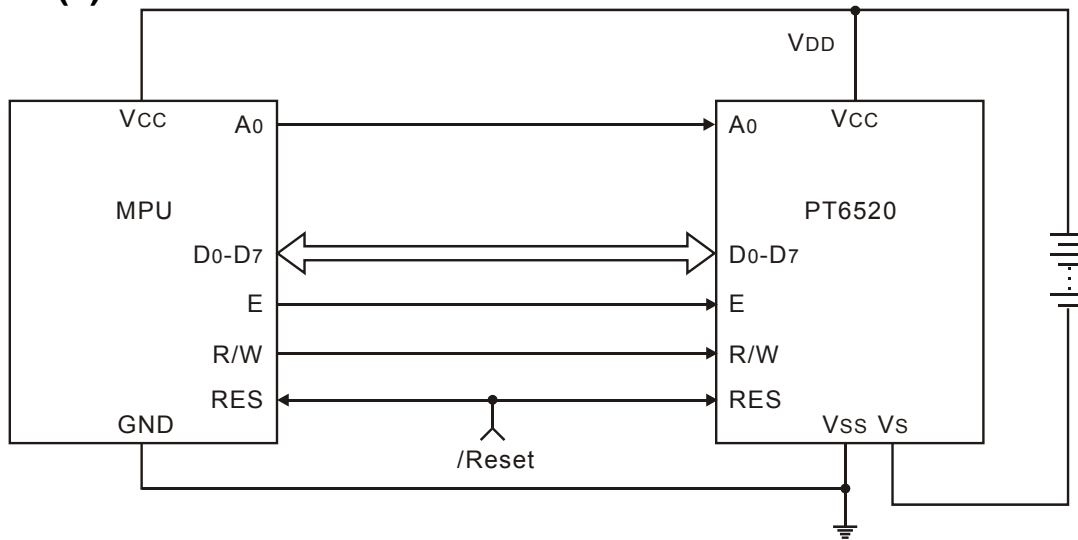 VDD
VCC
A0
MPU
D0-D7
E
R/W
RES
GND
/Reset
A0
VCC
PT6520
D0-D7
E
R/W
RES
VSS VS